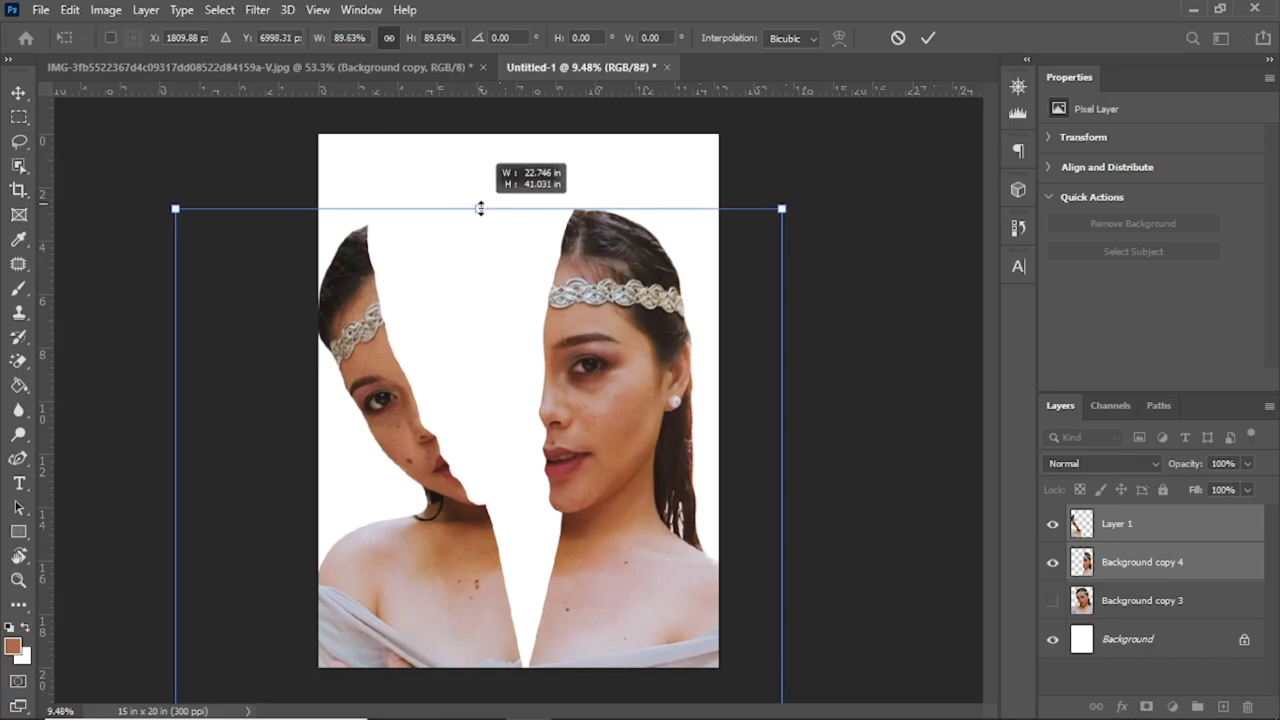 Ps File Edit Image Layer Type Select Filter 3D View Window Help
X: 1809.88 px Y: 6998.31 px W: 89.63% H: 89.63% 0.00 ° H: 0.00 ° V: 0.00 ° Interpolation: Bicubic
IMG-3fb5522367d4c09317dd08522d84159a-V.jpg @ 53.3% (Background copy, RGB/8) * × Untitled-1 @ 9.48% (RGB/8#) * ×
W : 22.746 in
H : 41.031 in
Properties
Pixel Layer
Transform
Align and Distribute
Quick Actions
Remove Background
Select Subject
Layers Channels Paths
Kind
Normal Opacity: 100%
Lock: Fill: 100%
Layer 1
Background copy 4
Background copy 3
Background
9.48% 15 in x 20 in (300 ppi)